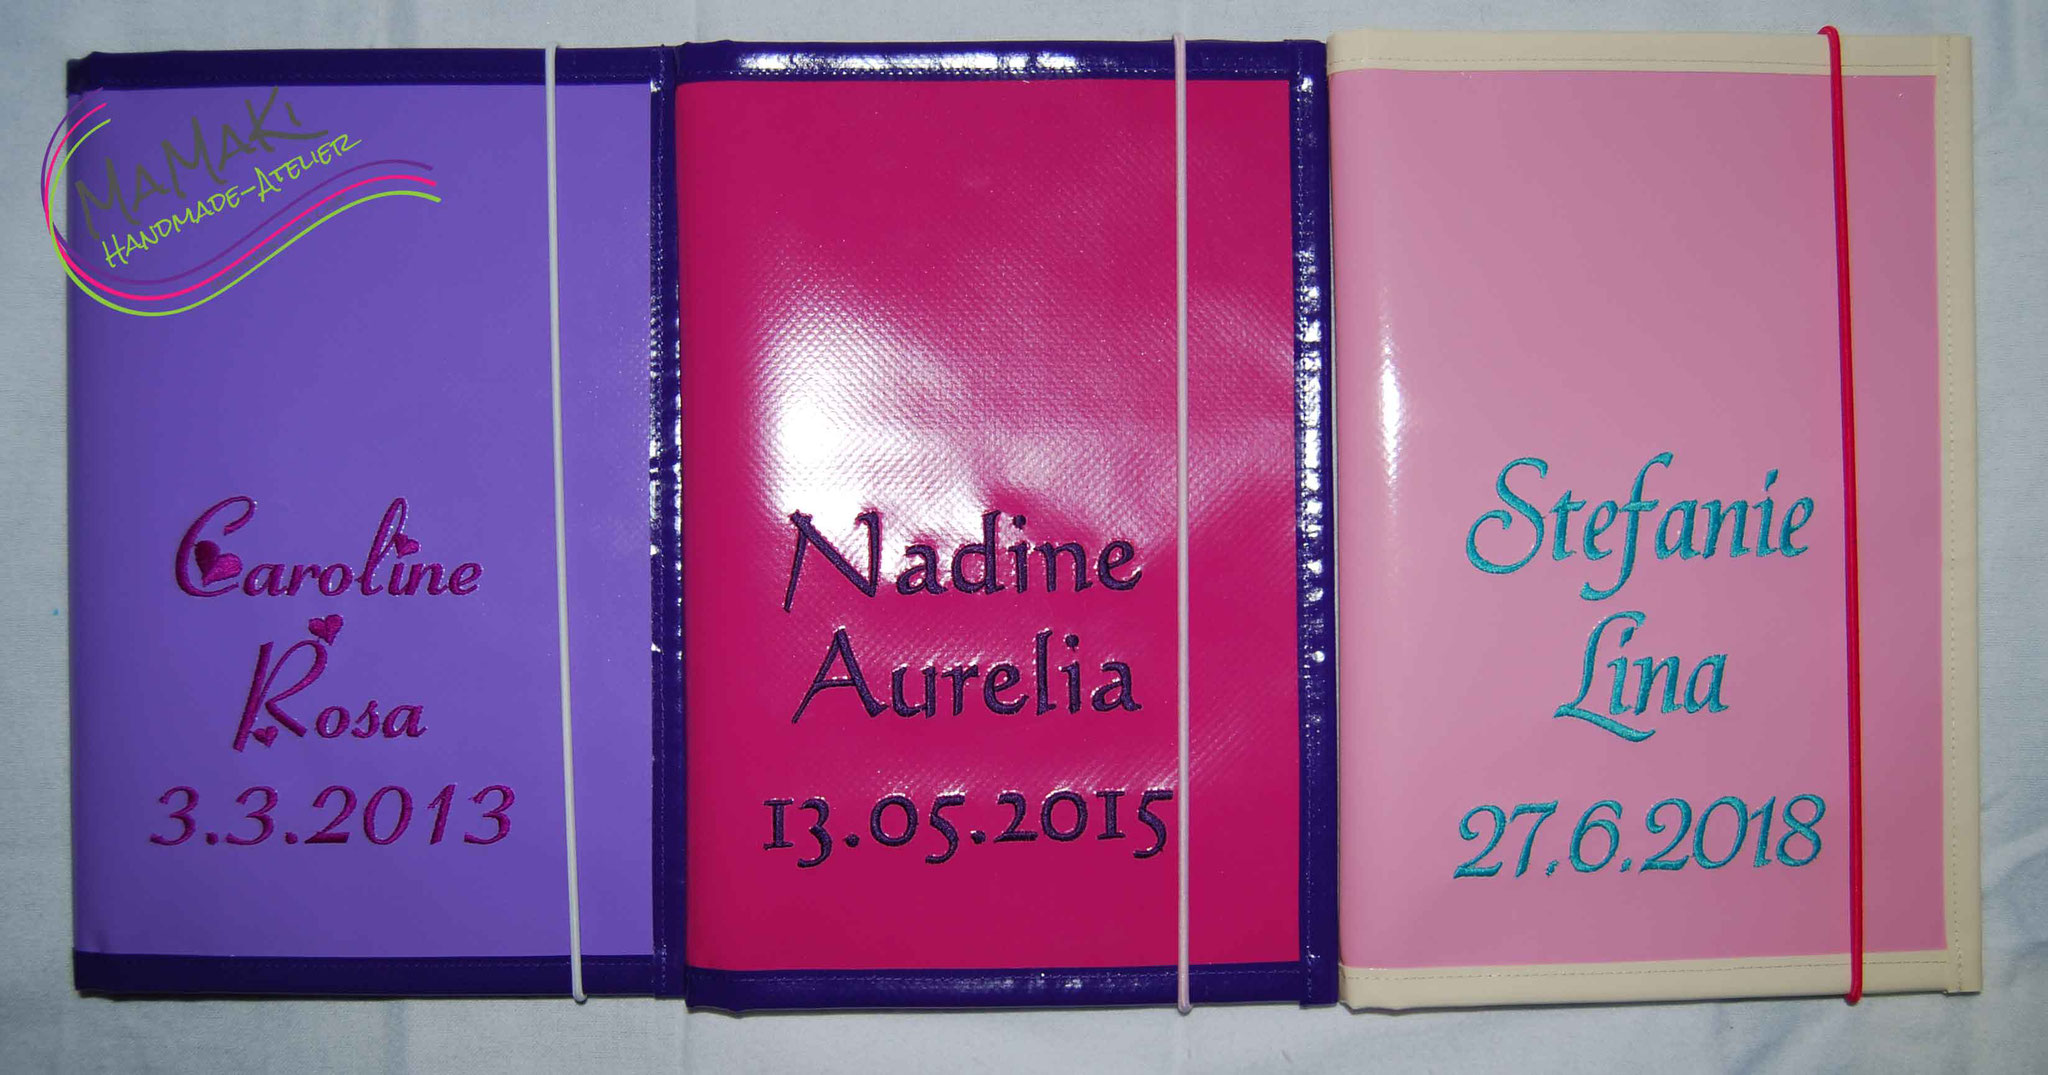 MaMaKi
Handmade-Atelier
Caroline
Rosa
3.3.2013
Nadine
Aurelia
13.05.2015
Stefanie
Lina
27.6.2018